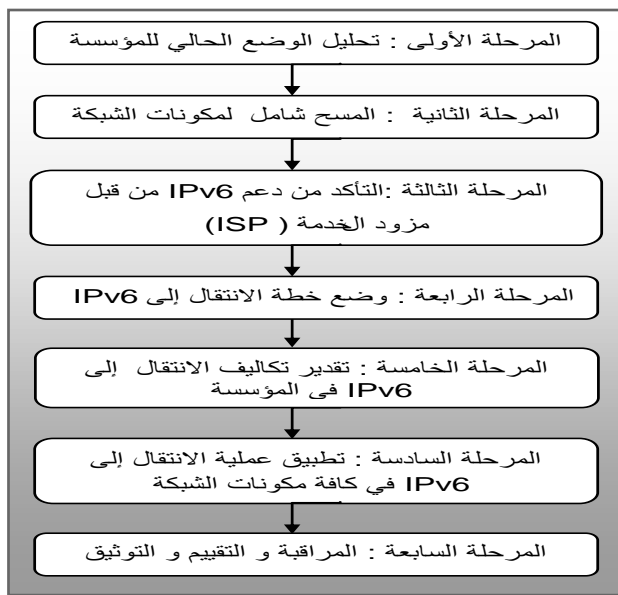 المرحلة الأولى : تحليل الوضع الحالي للمؤسسة
المرحلة الثانية : المسح شامل لمكونات الشبكة
المرحلة الثالثة :التأكد من دعم IPv6 من قبل
مزود الخدمة ( ISP)
المرحلة الرابعة : وضع خطة الانتقال إلى IPv6
المرحلة الخامسة : تقدير تكاليف الانتقال إلى
IPv6 في المؤسسة
المرحلة السادسة : تطبيق عملية الانتقال إلى
IPv6 في كافة مكونات الشبكة
المرحلة السابعة : المراقبة و التقييم و التوثيق